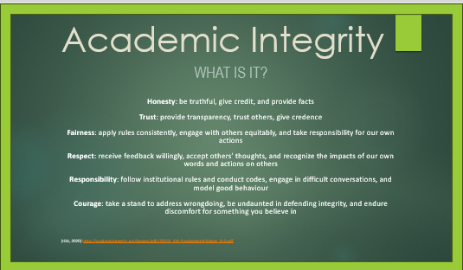 Academic Integrity
WHAT IS IT?
Honesty: be truthful, give credit, and provide facts
Trust: provide transparency, trust others, give credence
Fairness: apply rules consistently, engage with others equitably, and take responsibility for our own
actions
Respect: receive feedback willingly, accept others' thoughts, and recognize the impacts of our own
words and actions on others
Responsibility: follow institutional rules and conduct codes, engage in difficult conversations, and
model good behaviour
Courage: take a stand to address wrongdoing, be undaunted in defending integrity, and endure
discomfort for something you believe in